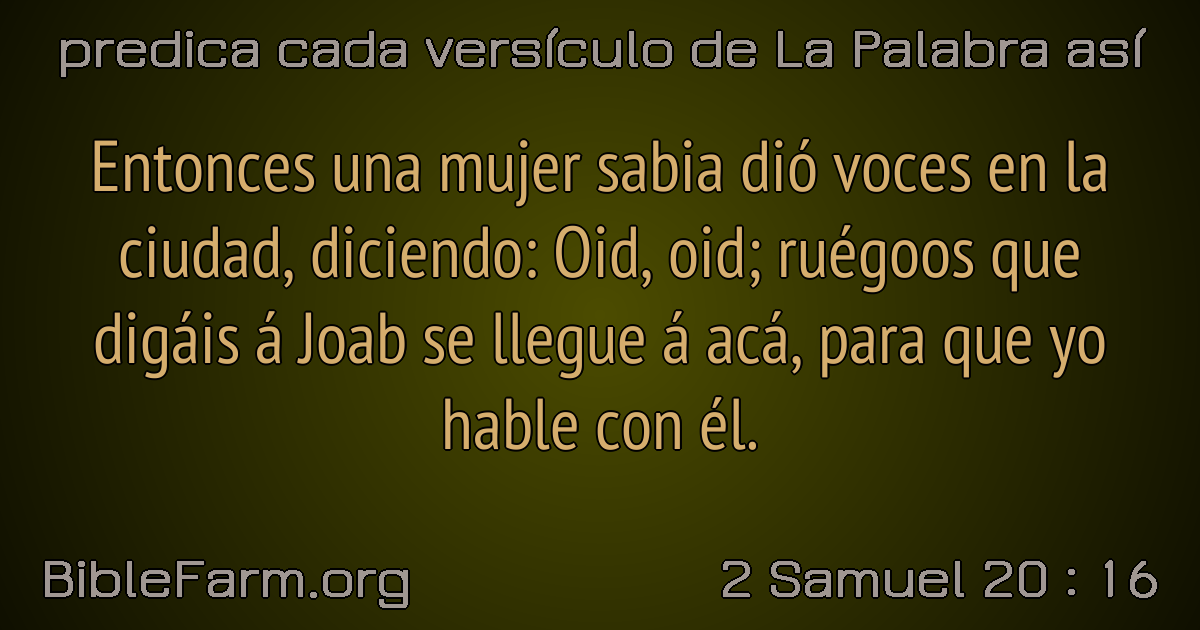 predica cada versículo de La Palabra así
Entonces una mujer sabia dió voces en la
ciudad, diciendo: Oid, oid; ruégoos que
digáis á Joab se llegue á acá, para que yo
hable con él.
BibleFarm.org
2 Samuel 20 : 16